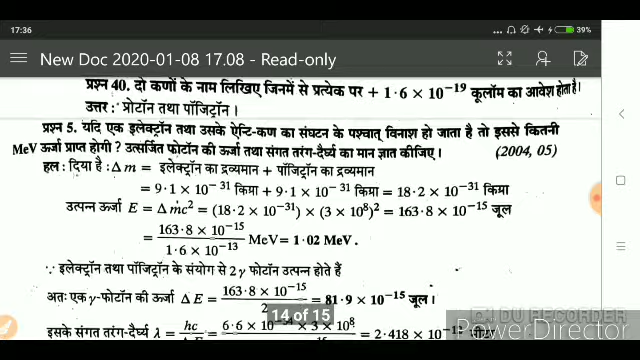 17:36
39%
New Doc 2020-01-08 17.08 - Read-only
प्रश्न 40. दो कणों के नाम लिखिए जिनमें से प्रत्येक पर + 1·6 × 10⁻¹⁹ कूलॉम का आवेश होता है।
उत्तर : प्रोटॉन तथा पॉजिट्रॉन।
प्रश्न 5. यदि एक इलेक्ट्रॉन तथा उसके ऐन्टि-कण का संघटन के पश्चात् विनाश हो जाता है तो इससे कितनी
MeV ऊर्जा प्राप्त होगी ? उत्सर्जित फोटॉन की ऊर्जा तथा संगत तरंग-दैर्घ्य का मान ज्ञात कीजिए। (2004, 05)
हल : दिया है : Δm = इलेक्ट्रॉन का द्रव्यमान + पॉजिट्रॉन का द्रव्यमान
= 9·1 × 10⁻³¹ किग्रा + 9·1 × 10⁻³¹ किग्रा = 18·2 × 10⁻³¹ किग्रा
उत्पन्न ऊर्जा E = Δmc² = (18·2 × 10⁻³¹) × (3 × 10⁸)² = 163·8 × 10⁻¹⁵ जूल
= 163·8 × 10⁻¹⁵ / 1·6 × 10⁻¹³ MeV = 1·02 MeV.
∵ इलेक्ट्रॉन तथा पॉजिट्रॉन के संयोग से 2γ फोटॉन उत्पन्न होते हैं
अतः एक γ-फोटॉन की ऊर्जा ΔE = 163·8 × 10⁻¹⁵ / 2 = 81·9 × 10⁻¹⁵ जूल।
14 of 15
DU RECORDER
PowerDirector
इसके संगत तरंग-दैर्घ्य λ = hc / ΔE = 6·6 × 10⁻³⁴ × 3 × 10⁸ = 2·418 × 10⁻¹² मीटर